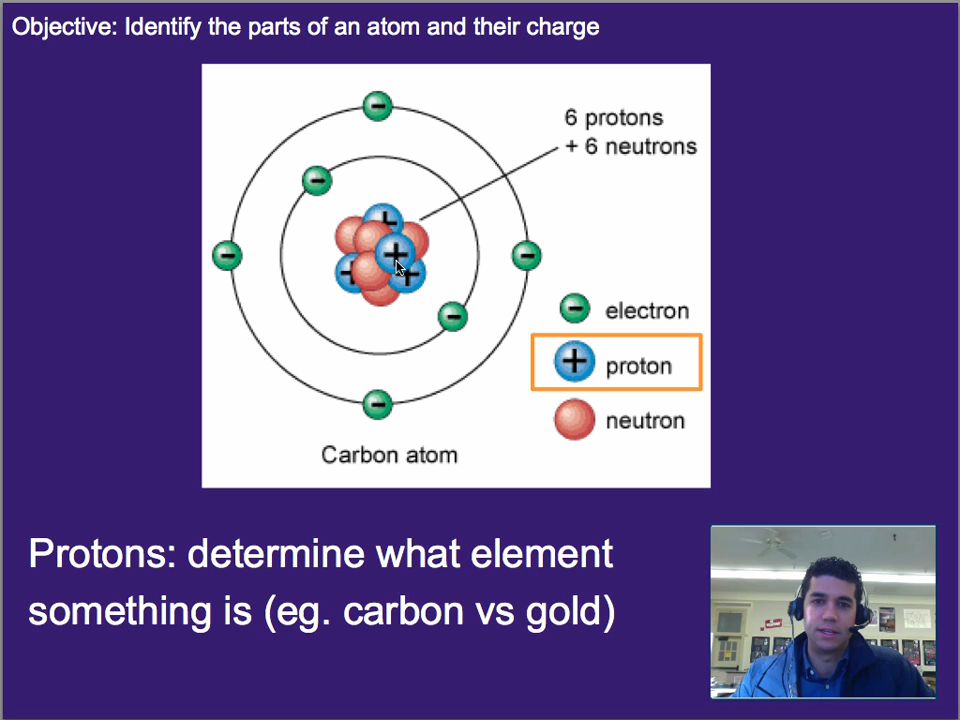 Objective: Identify the parts of an atom and their charge
6 protons
+ 6 neutrons
electron
proton
neutron
Carbon atom
Protons: determine what element
something is (eg. carbon vs gold)